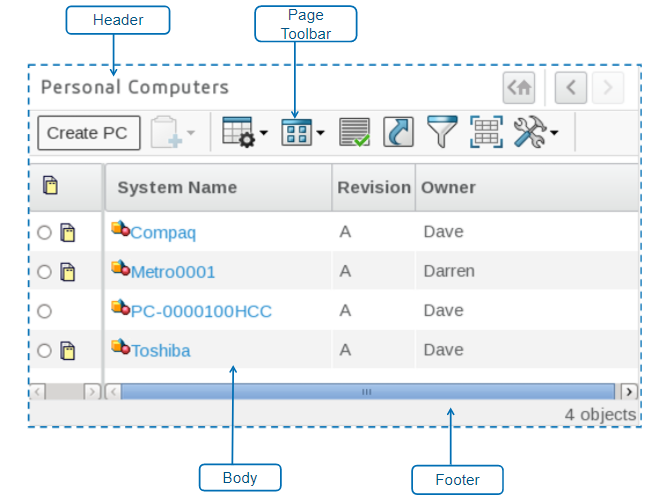 Header
Page
Toolbar
Personal Computers
Create PC
System Name Revision Owner
Compaq A Dave
Metro0001 A Darren
PC-0000100HCC A Dave
Toshiba A Dave
4 objects
Body
Footer